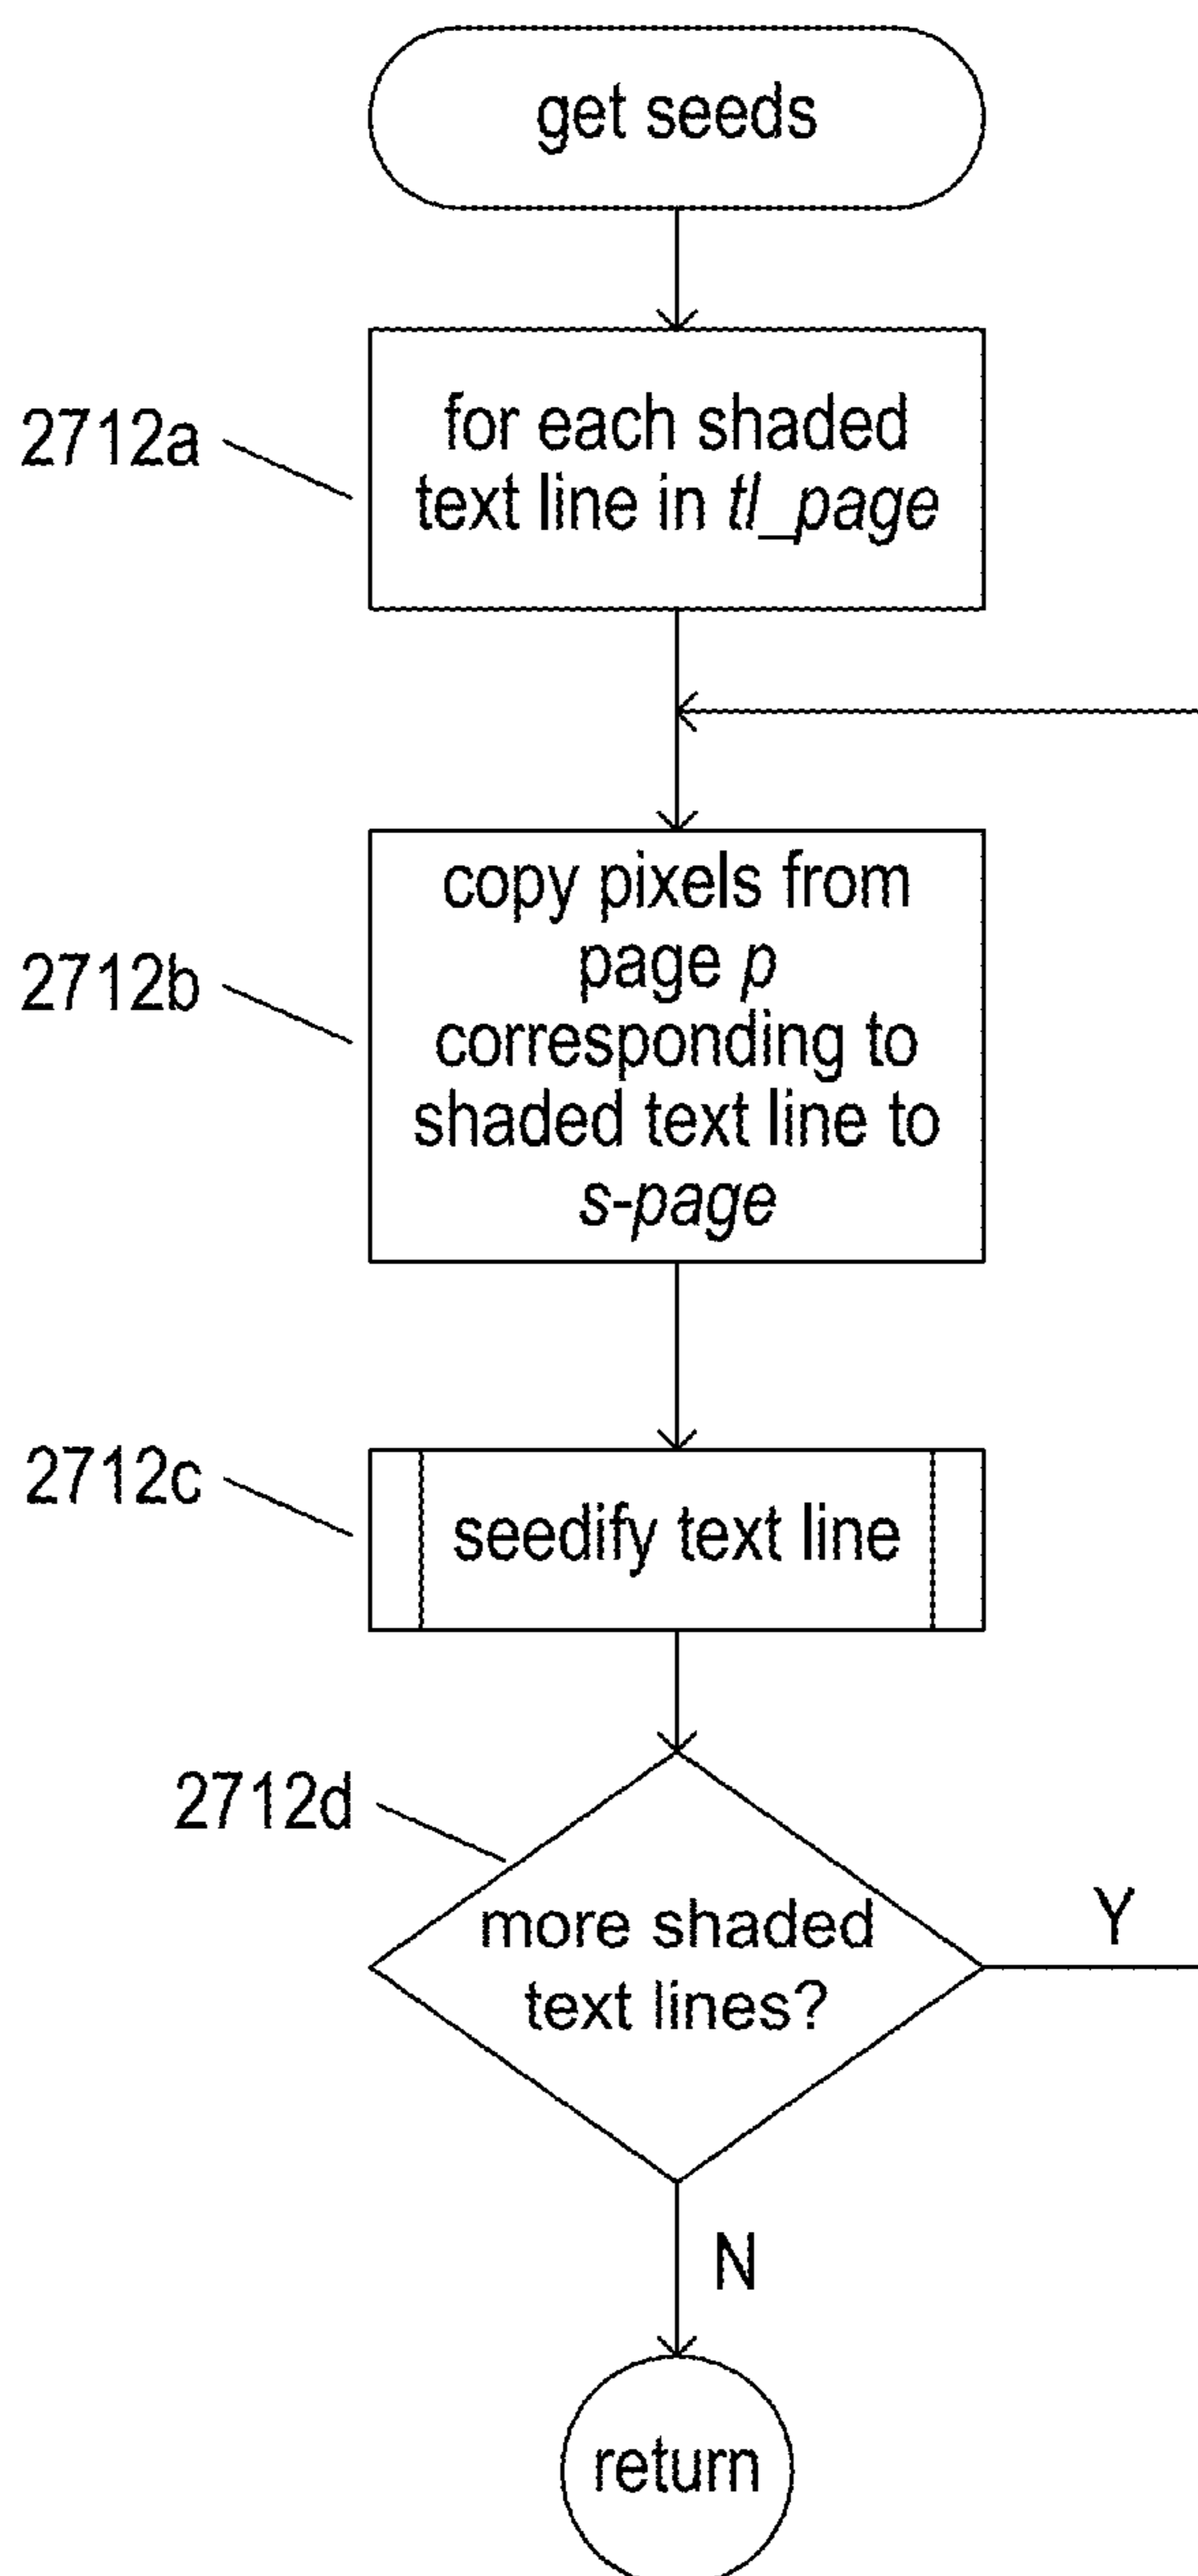 get seeds
2712a
for each shaded
text line in tl_page
2712b
copy pixels from
page p
corresponding to
shaded text line to
s-page
2712c
seedify text line
2712d
more shaded
text lines?
Y
N
return